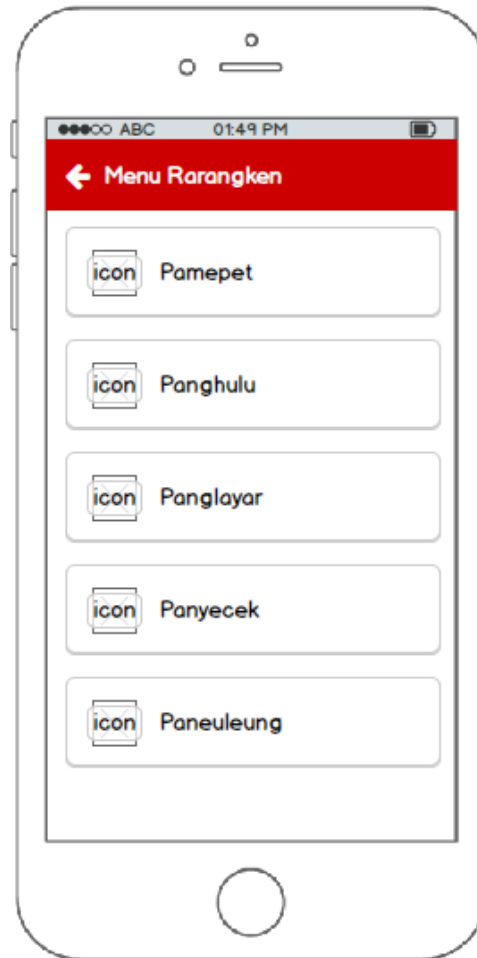 ABC 01:49 PM
Menu Rarangken
icon Pamepet
icon Panghulu
icon Panglayar
icon Panyecek
icon Paneuleung